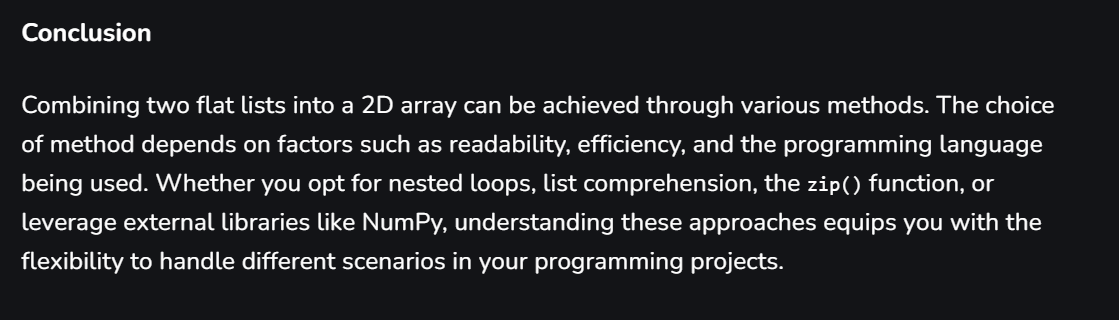 Conclusion
Combining two flat lists into a 2D array can be achieved through various methods. The choice
of method depends on factors such as readability, efficiency, and the programming language
being used. Whether you opt for nested loops, list comprehension, the zip() function, or
leverage external libraries like NumPy, understanding these approaches equips you with the
flexibility to handle different scenarios in your programming projects.